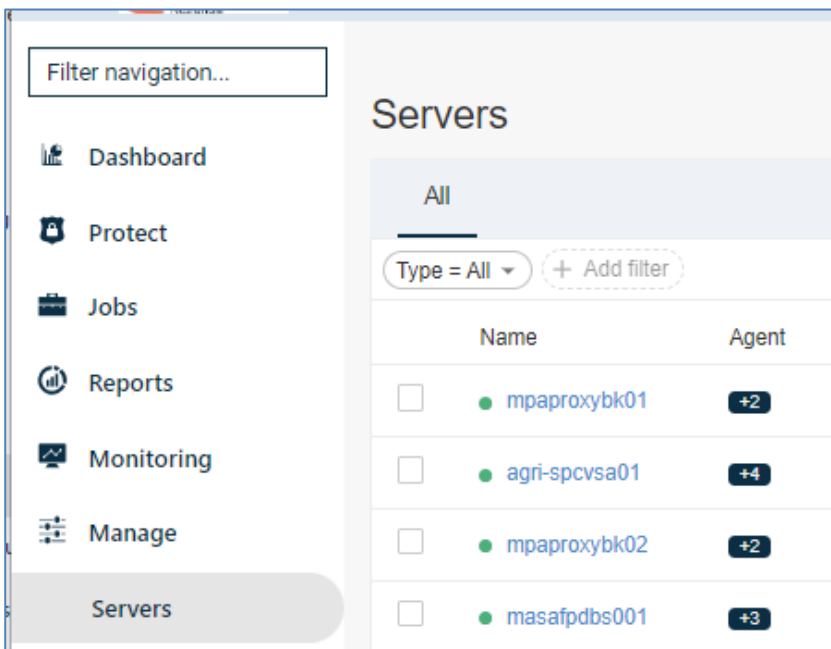 Filter navigation...
Dashboard
Protect
Jobs
Reports
Monitoring
Manage
Servers
Servers
All
Type = All
+ Add filter
Name Agent
mpaproxybk01 +2
agri-spcvsa01 +4
mpaproxybk02 +2
masafpdbs001 +3